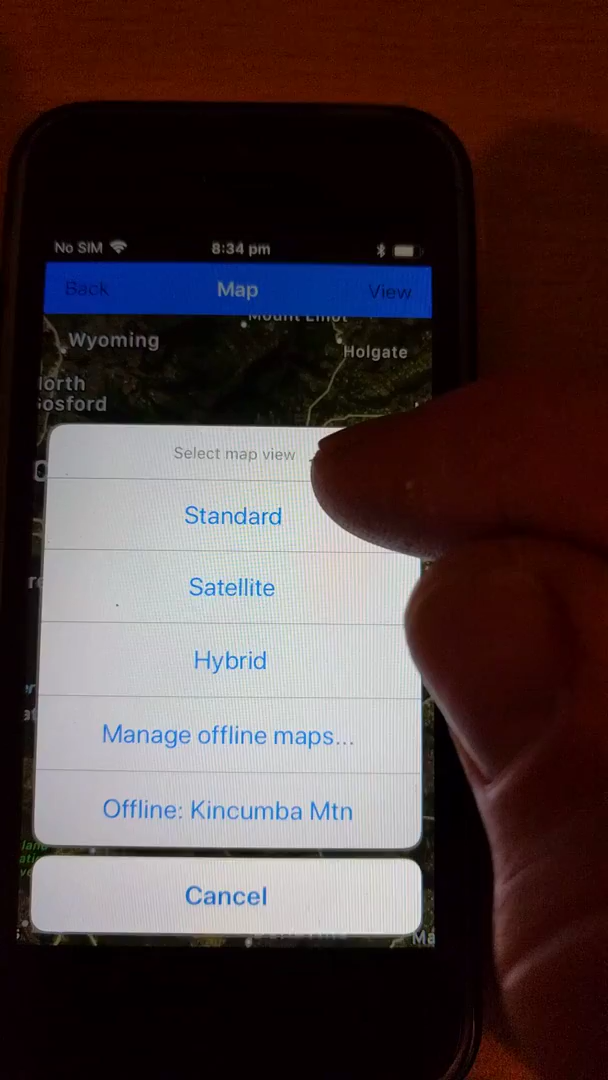 No SIM 8:34 pm
Back Map View
Mount Elliot
Wyoming
Holgate
North
Gosford
Select map view
Standard
Satellite
Hybrid
Manage offline maps...
Offline: Kincumba Mtn
Cancel